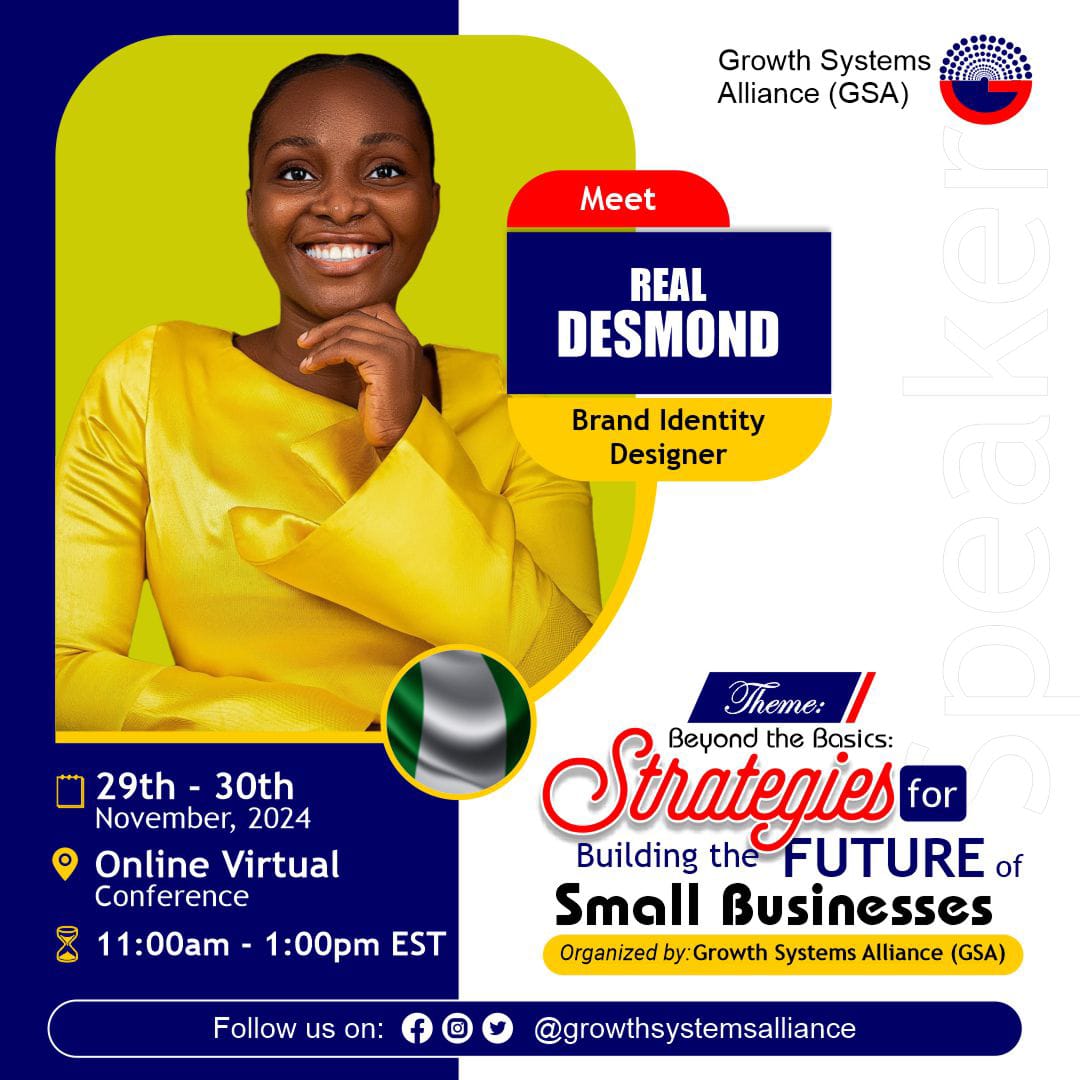 Growth Systems
Alliance (GSA)
Meet
REAL
DESMOND
Brand Identity
Designer
speaker
29th - 30th
November, 2024
Online Virtual
Conference
11:00am - 1:00pm EST
Theme:
Beyond the Basics:
Strategies for
Building the FUTURE of
Small Businesses
Organized by: Growth Systems Alliance (GSA)
Follow us on: @growthsystemsalliance